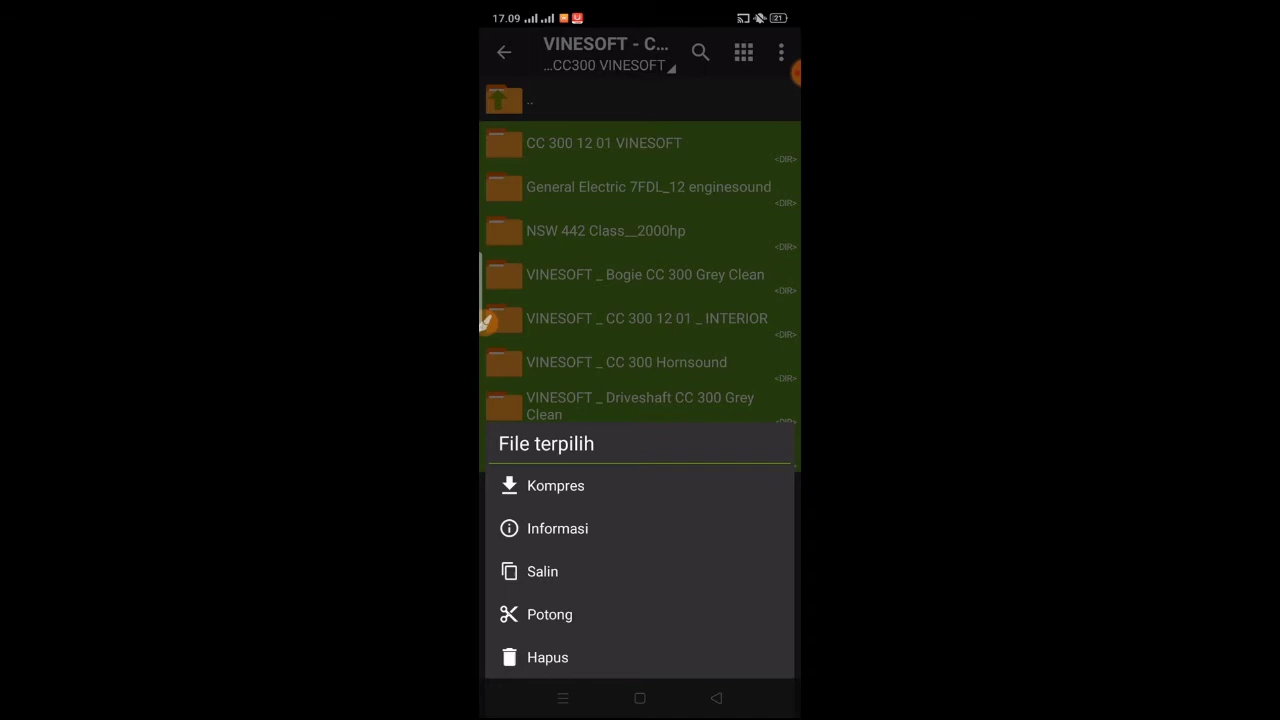 17.09
21
VINESOFT - C...
...CC300 VINESOFT
..
CC 300 12 01 VINESOFT
<DIR>
General Electric 7FDL_12 enginesound
<DIR>
NSW 442 Class__2000hp
<DIR>
VINESOFT _ Bogie CC 300 Grey Clean
<DIR>
VINESOFT _ CC 300 12 01 _ INTERIOR
<DIR>
VINESOFT _ CC 300 Hornsound
<DIR>
VINESOFT _ Driveshaft CC 300 Grey
Clean
<DIR>
File terpilih
Kompres
Informasi
Salin
Potong
Hapus